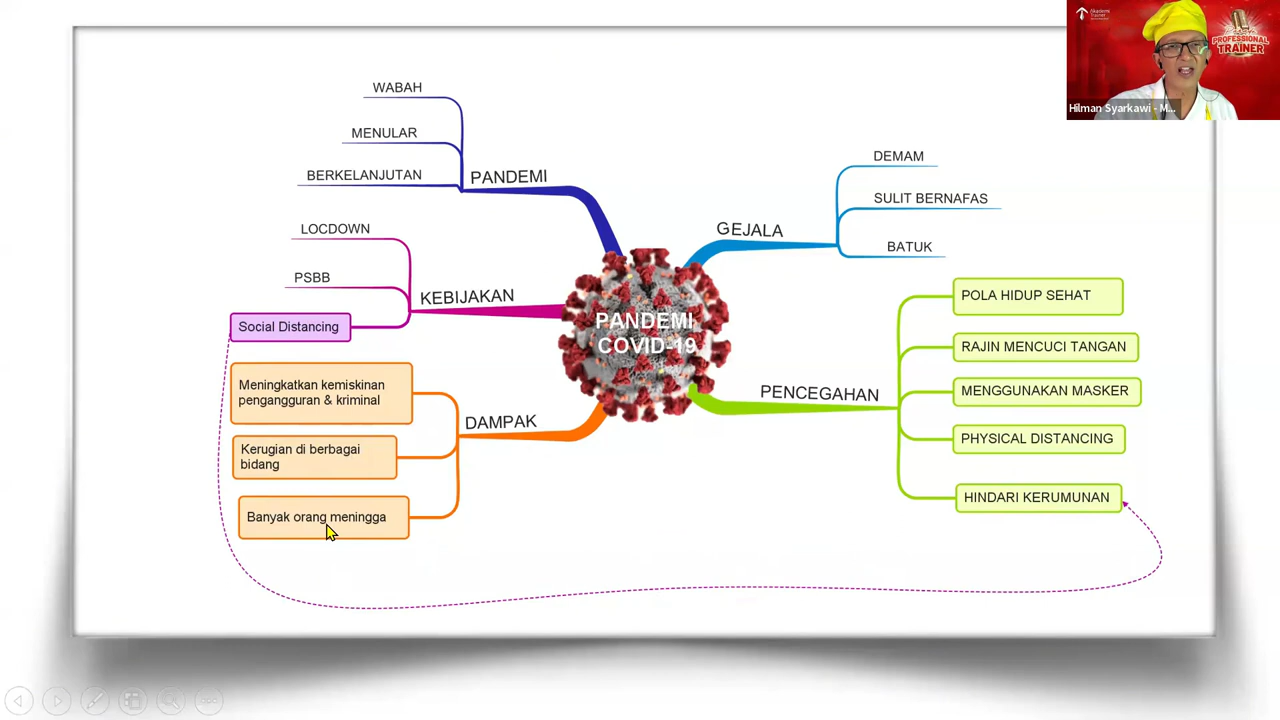 WABAH
MENULAR
BERKELANJUTAN
PANDEMI
LOCDOWN
PSBB
Social Distancing
KEBIJAKAN
Meningkatkan kemiskinan
pengangguran & kriminal
Kerugian di berbagai
bidang
Banyak orang meningga
DAMPAK
PANDEMI
COVID-19
GEJALA
DEMAM
SULIT BERNAFAS
BATUK
PENCEGAHAN
POLA HIDUP SEHAT
RAJIN MENCUCI TANGAN
MENGGUNAKAN MASKER
PHYSICAL DISTANCING
HINDARI KERUMUNAN
Akademi
Trainer
PROFESSIONAL
TRAINER
Hilman Syarkawi - M...